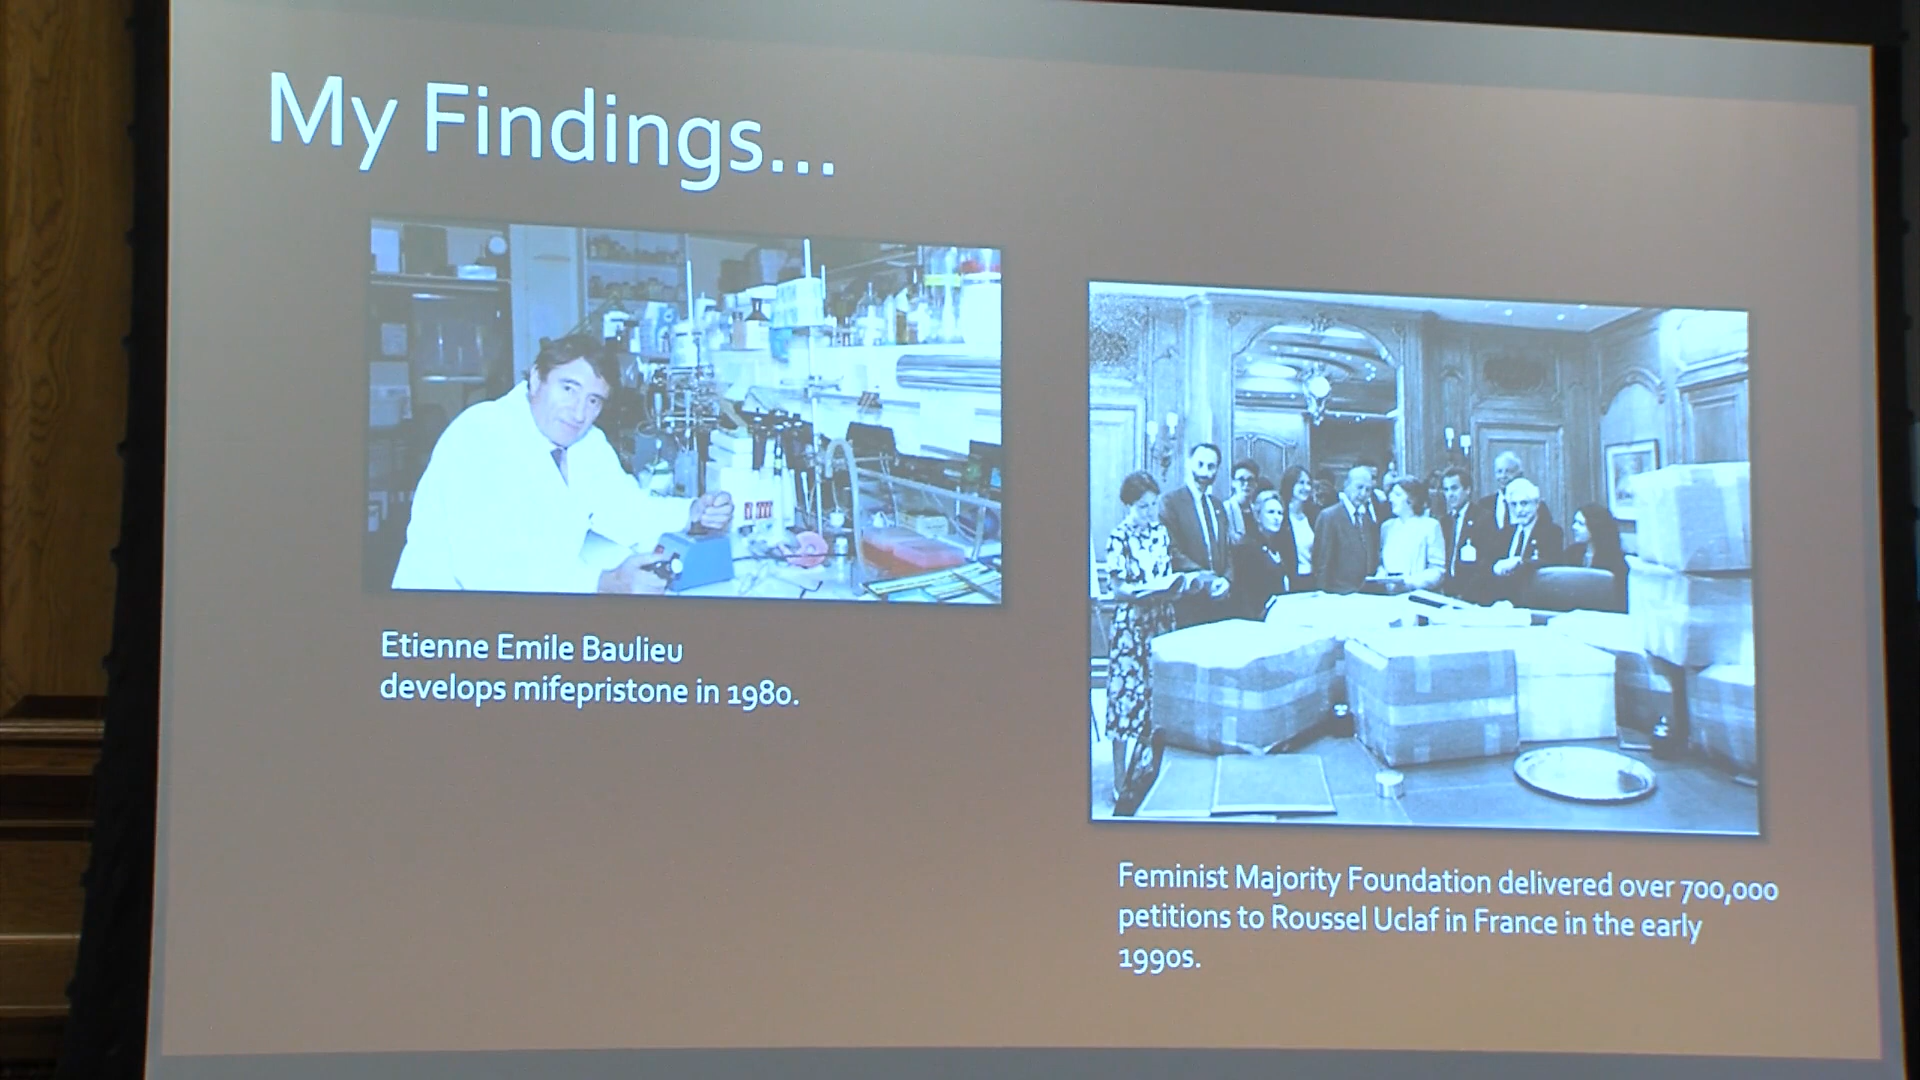 My Findings...
Etienne Emile Baulieu
develops mifepristone in 1980.
Feminist Majority Foundation delivered over 700,000
petitions to Roussel Uclaf in France in the early
1990s.